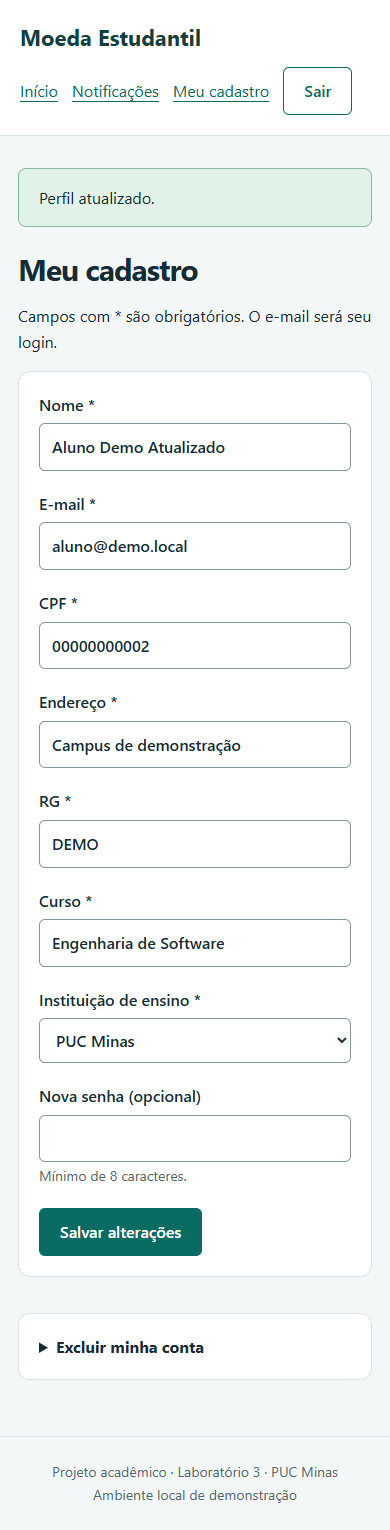 Moeda Estudantil
Início Notificações Meu cadastro Sair
Perfil atualizado.
Meu cadastro
Campos com * são obrigatórios. O e-mail será seu
login.
Nome *
Aluno Demo Atualizado
E-mail *
aluno@demo.local
CPF *
00000000002
Endereço *
Campus de demonstração
RG *
DEMO
Curso *
Engenharia de Software
Instituição de ensino *
PUC Minas
Nova senha (opcional)
Mínimo de 8 caracteres.
Salvar alterações
Excluir minha conta
Projeto acadêmico · Laboratório 3 · PUC Minas
Ambiente local de demonstração